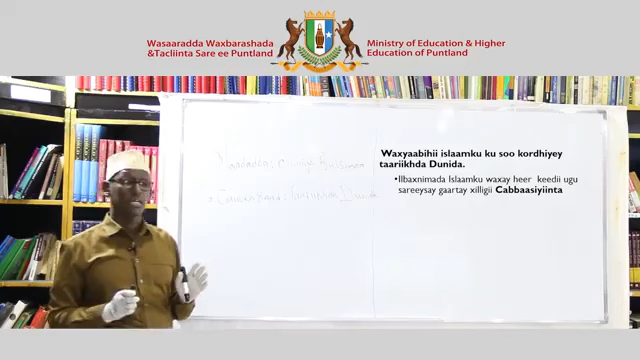 Wasaaradda Waxbarashada
&Tacliinta Sare ee Puntland
Ministry of Education & Higher
Education of Puntland
Waxyaabihii islaamku ku soo kordhiyey
taariikhda Dunida.
•Ilbaxnimada Islaamku waxay heer keedii ugu
sareeysay gaartay xilligii Cabbaasiyiinta